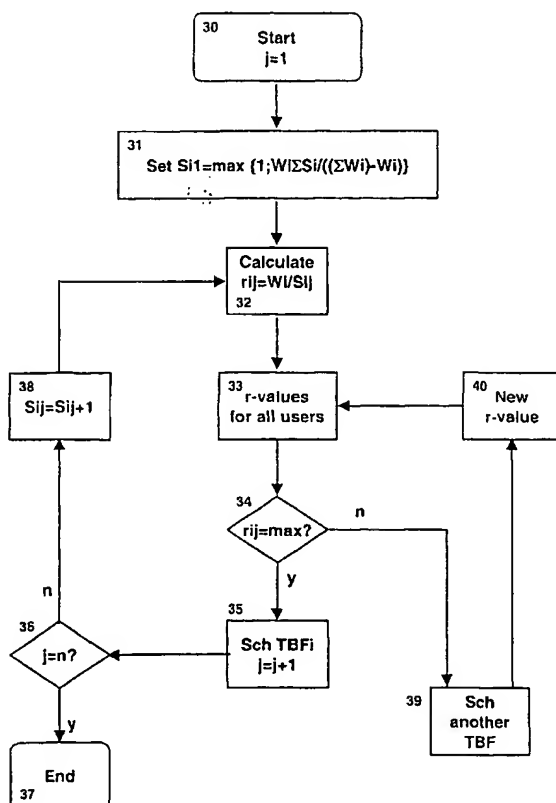 30
Start
j=1
31
Set Si1=max {1;WiΣSi/((ΣWi)-Wi)}
Calculate
rij=Wi/Sij
32
38
Sij=Sij+1
33
r-values
for all users
40
New
r-value
34
rij=max?
n
y
n
36
j=n?
35
Sch TBFi
j=j+1
39
Sch
another
TBF
y
End
37